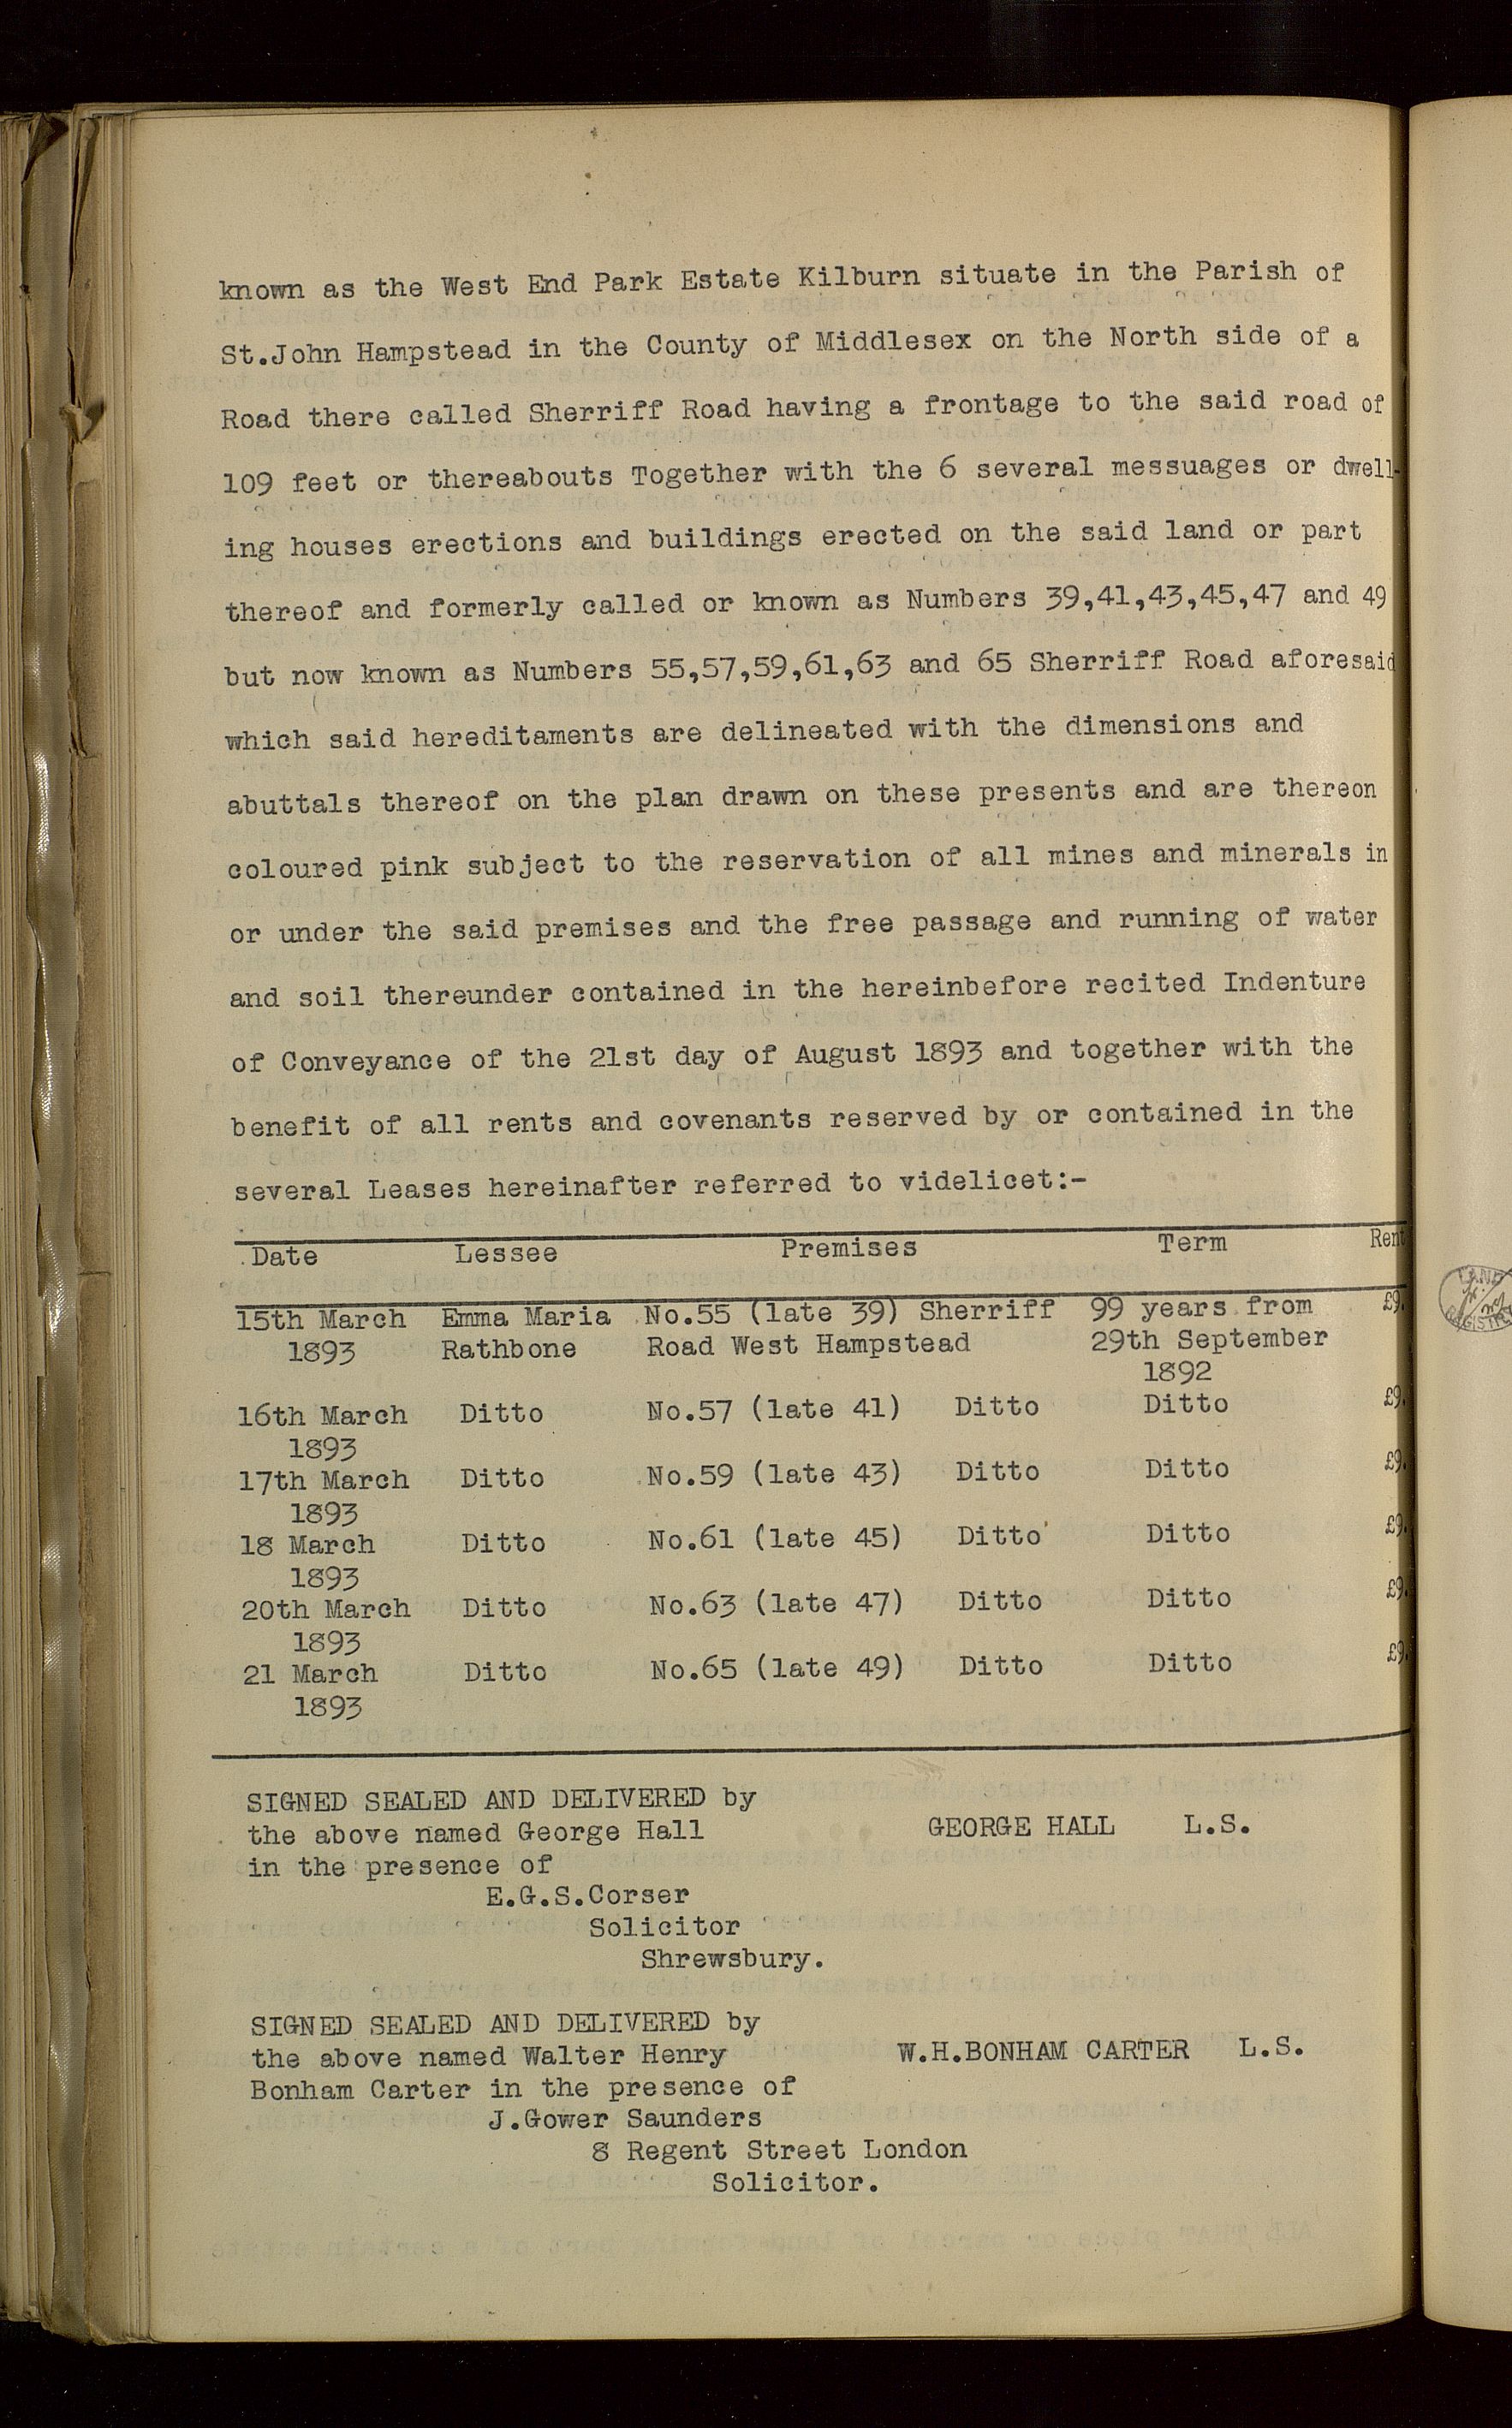 known as the West End Park Estate Kilburn situate in the Parish of
St.John Hampstead in the County of Middlesex on the North side of a
Road there called Sherriff Road having a frontage to the said road of
109 feet or thereabouts Together with the 6 several messuages or dwell-
ing houses erections and buildings erected on the said land or part
thereof and formerly called or known as Numbers 39,41,43,45,47 and 49
but now known as Numbers 55,57,59,61,63 and 65 Sherriff Road aforesaid
which said hereditaments are delineated with the dimensions and
abuttals thereof on the plan drawn on these presents and are thereon
coloured pink subject to the reservation of all mines and minerals in
or under the said premises and the free passage and running of water
and soil thereunder contained in the hereinbefore recited Indenture
of Conveyance of the 21st day of August 1893 and together with the
benefit of all rents and covenants reserved by or contained in the
several Leases hereinafter referred to videlicet:-
Date Lessee Premises Term Rent
15th March Emma Maria No.55 (late 39) Sherriff 99 years from £9.
1893 Rathbone Road West Hampstead 29th September
1892
16th March Ditto No.57 (late 41) Ditto Ditto £9.
1893
17th March Ditto No.59 (late 43) Ditto Ditto £9.
1893
18 March Ditto No.61 (late 45) Ditto Ditto £9.
1893
20th March Ditto No.63 (late 47) Ditto Ditto £9.
1893
21 March Ditto No.65 (late 49) Ditto Ditto £9.
1893
SIGNED SEALED AND DELIVERED by
the above named George Hall GEORGE HALL L.S.
in the presence of
E.G.S.Corser
Solicitor
Shrewsbury.
SIGNED SEALED AND DELIVERED by
the above named Walter Henry W.H.BONHAM CARTER L.S.
Bonham Carter in the presence of
J.Gower Saunders
8 Regent Street London
Solicitor.
LAND